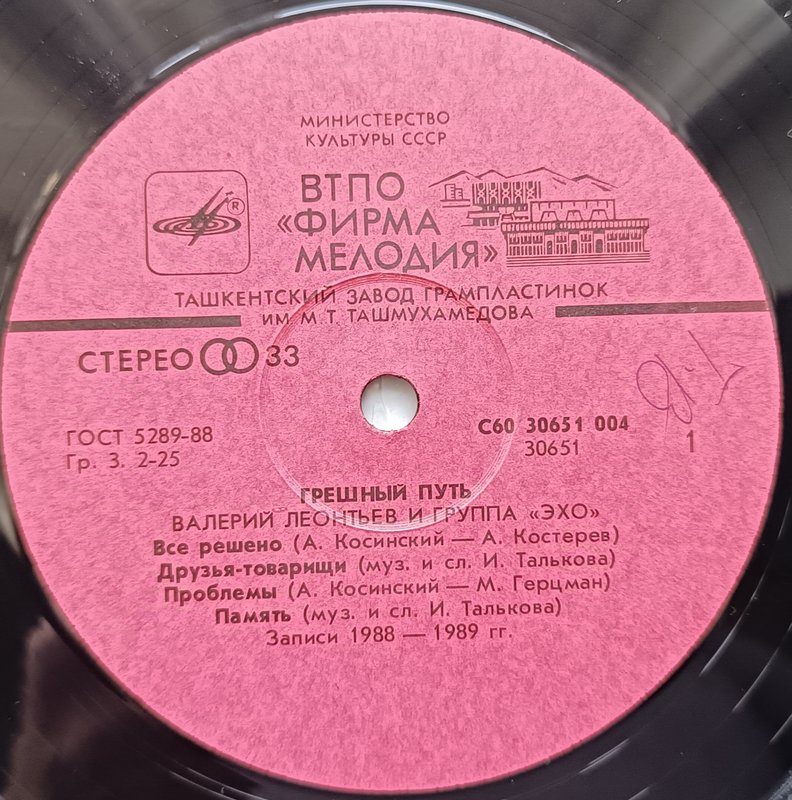 МИНИСТЕРСТВО
КУЛЬТУРЫ СССР
ВТПО
«ФИРМА
МЕЛОДИЯ»
®
ТАШКЕНТСКИЙ ЗАВОД ГРАМПЛАСТИНОК
ИМ. М. Т. ТАШМУХАМЕДОВА
СТЕРЕО 33
ГОСТ 5289-88
Гр. 3. 2-25
С60 30651 004
30651
1
ГРЕШНЫЙ ПУТЬ
ВАЛЕРИЙ ЛЕОНТЬЕВ И ГРУППА «ЭХО»
Все решено (А. Косинский — А. Костерев)
Друзья-товарищи (муз. и сл. И. Талькова)
Проблемы (А. Косинский — М. Герцман)
Память (муз. и сл. И. Талькова)
Записи 1988 — 1989 гг.